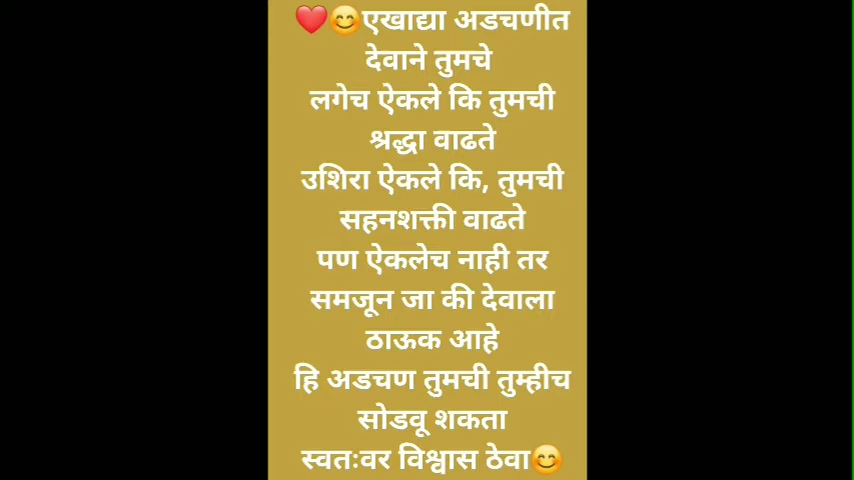 ❤️😊एखाद्या अडचणीत
देवाने तुमचे
लगेच ऐकले कि तुमची
श्रद्धा वाढते
उशिरा ऐकले कि, तुमची
सहनशक्ती वाढते
पण ऐकलेच नाही तर
समजून जा की देवाला
ठाऊक आहे
हि अडचण तुमची तुम्हीच
सोडवू शकता
स्वतःवर विश्वास ठेवा😊